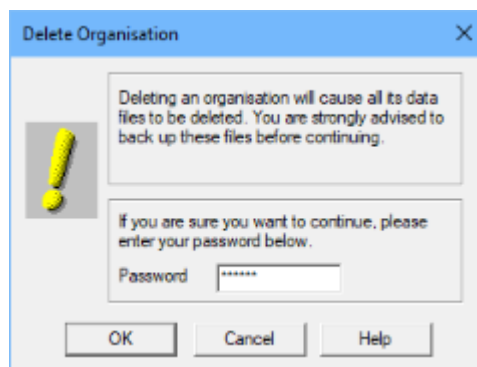 Delete Organisation
Deleting an organisation will cause all its data
files to be deleted. You are strongly advised to
back up these files before continuing.
If you are sure you want to continue, please
enter your password below.
Password ******
OK Cancel Help